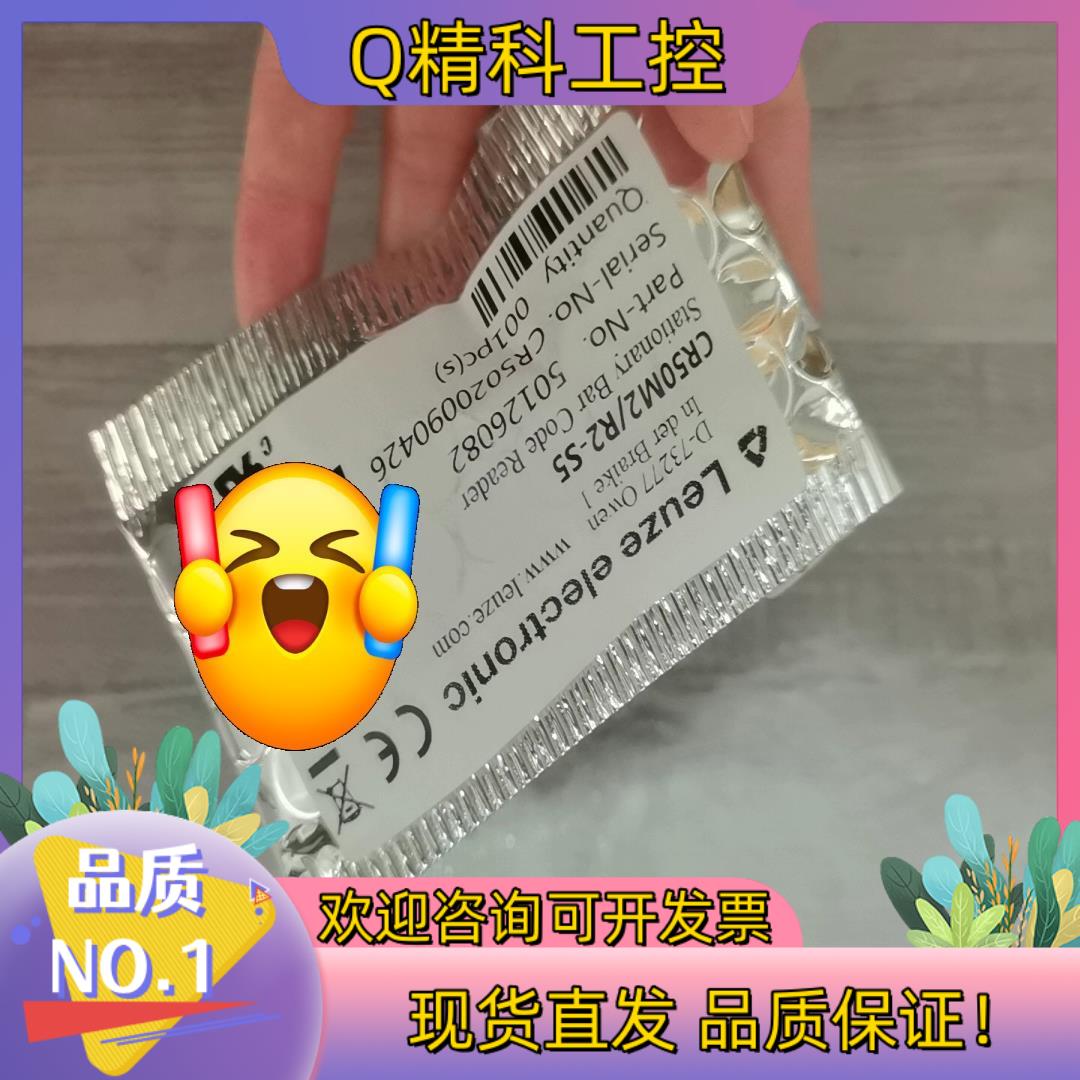 Q精科工控
Leuze electronic
In der Braike 1
D-73277 Owen
www.leuze.com
CR50M2/R2-S5
Stationary Bar Code Reader
Part-No. 50126082
Serial-No. CR5020090426
Quantity 001PC(s)
CE
品质
NO.1
欢迎咨询可开发票
现货直发 品质保证!